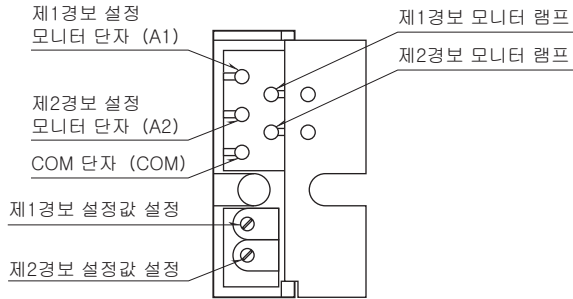 제1경보 설정
모니터 단자 (A1)
제2경보 설정
모니터 단자 (A2)
COM 단자 (COM)
제1경보 설정값 설정
제2경보 설정값 설정
제1경보 모니터 램프
제2경보 모니터 램프